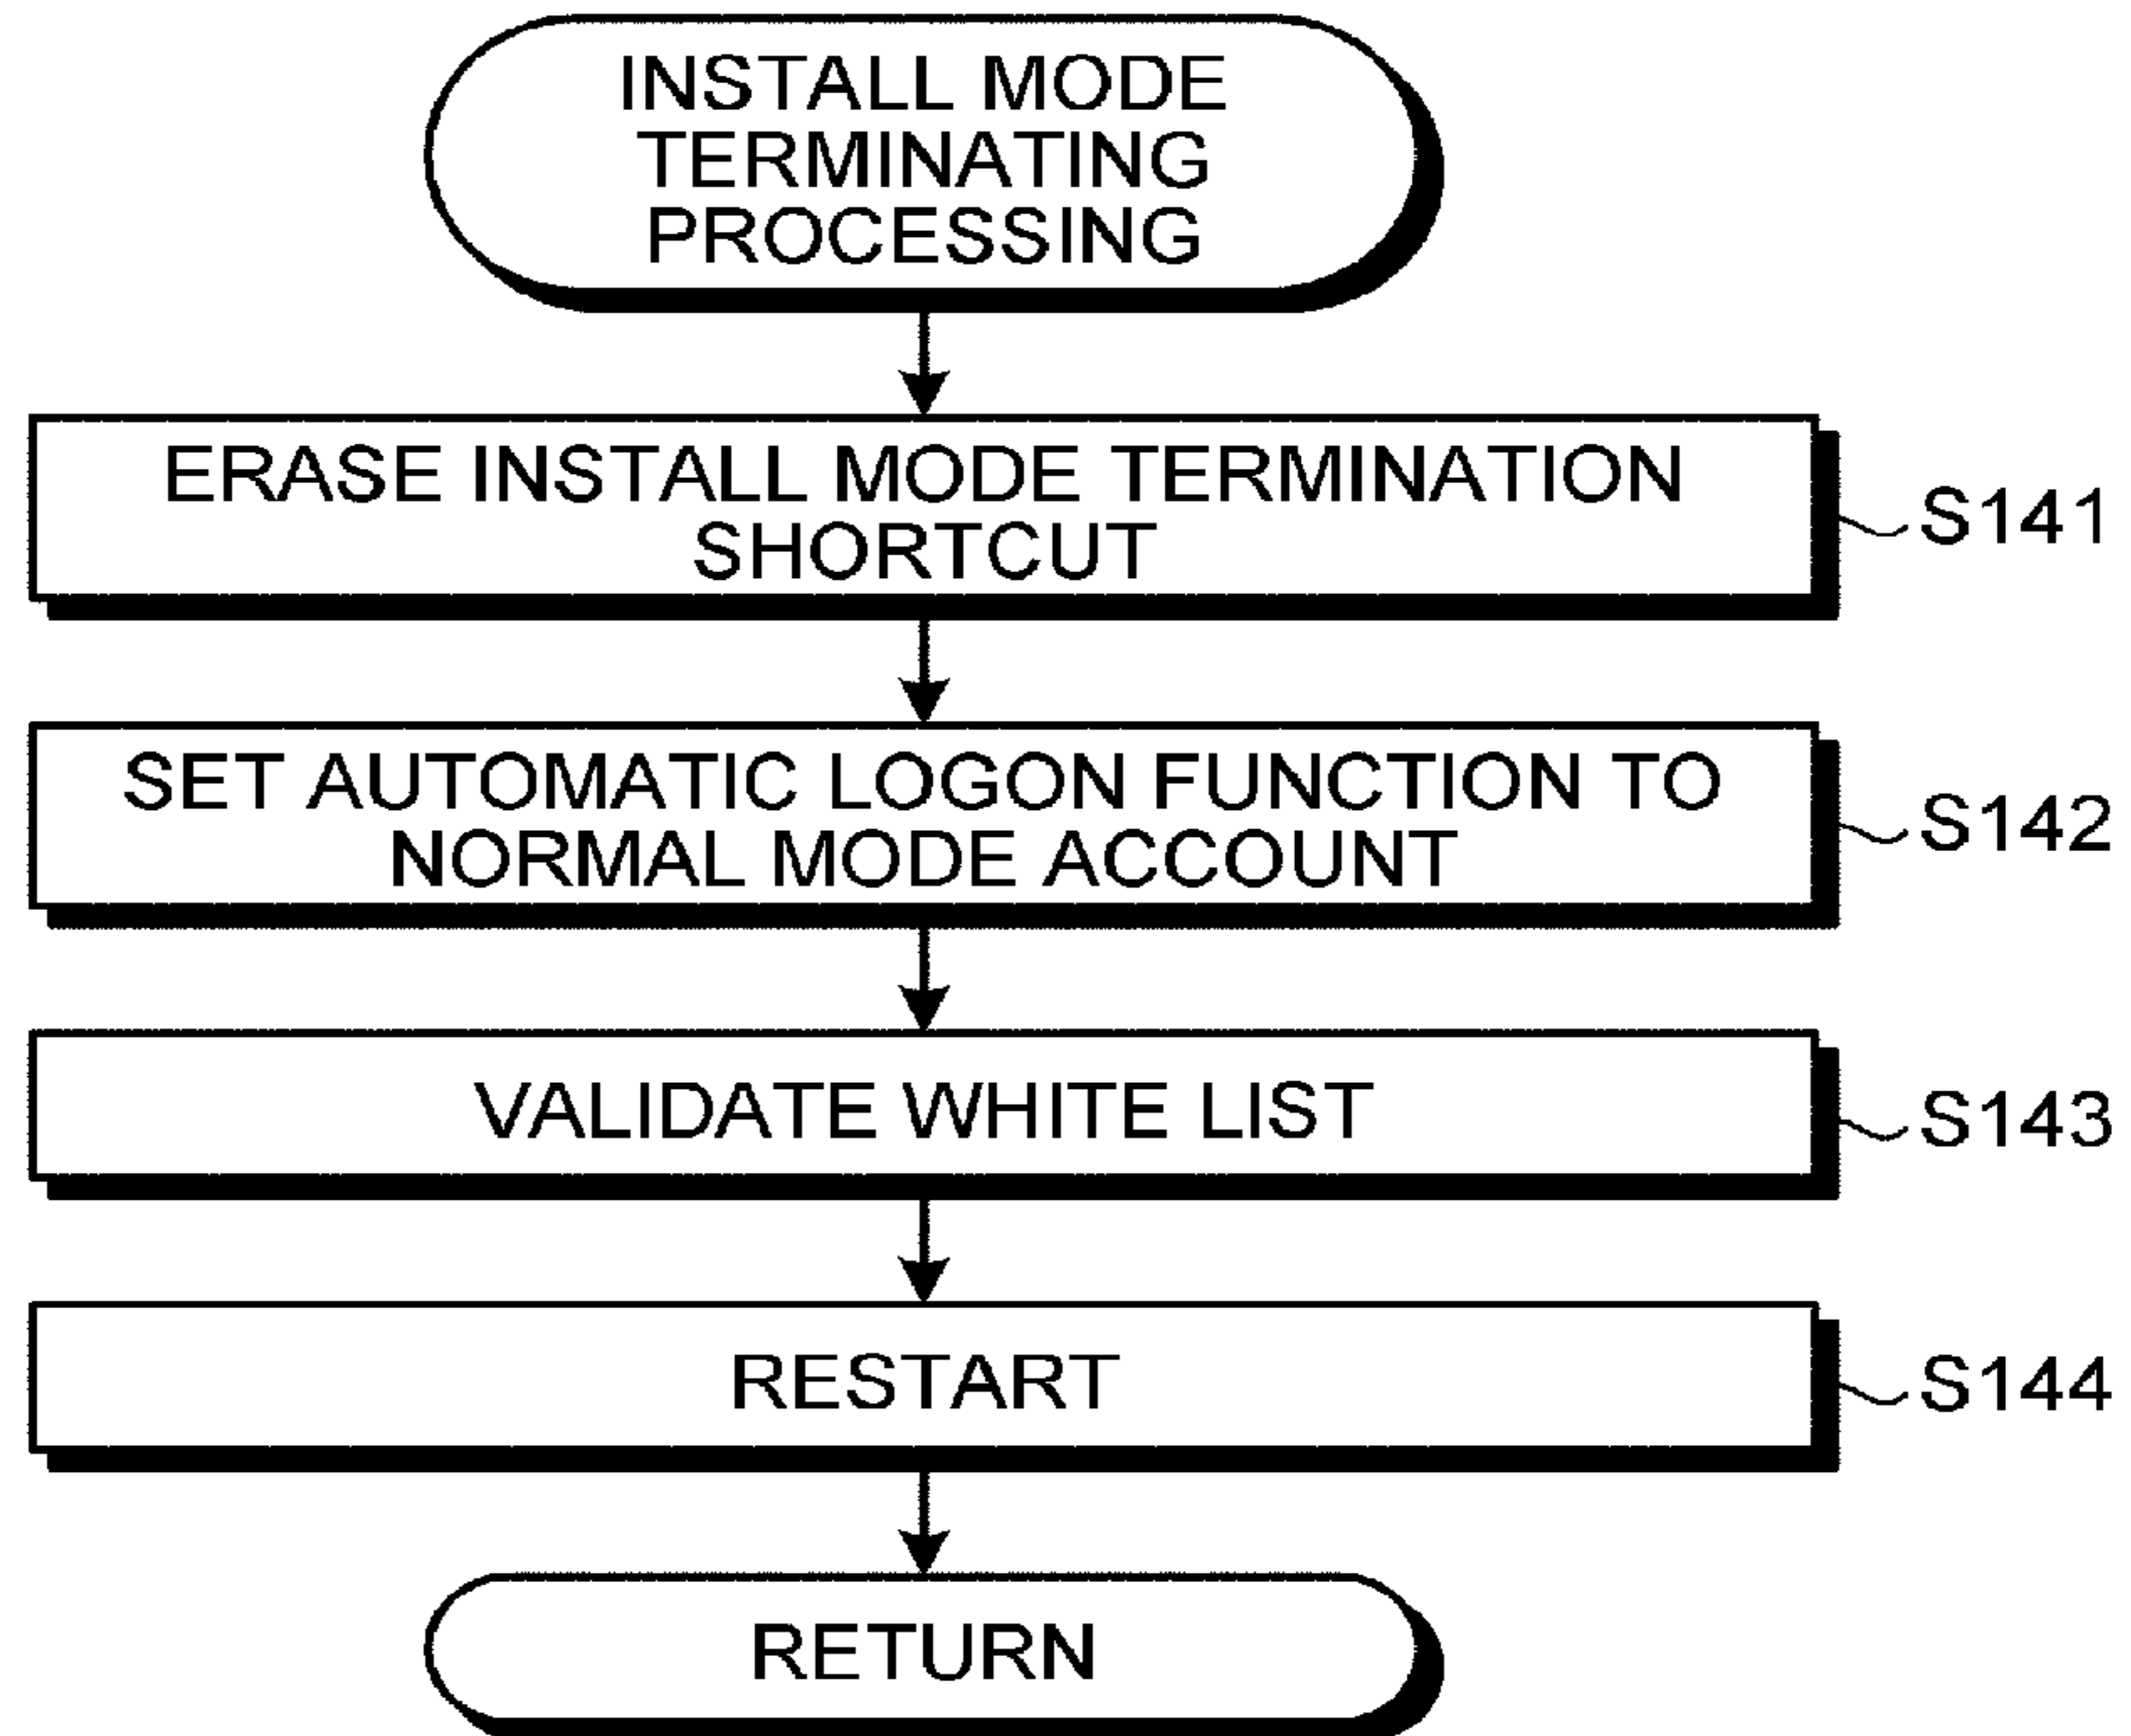 INSTALL MODE
TERMINATING
PROCESSING
ERASE INSTALL MODE TERMINATION
SHORTCUT
S141
SET AUTOMATIC LOGON FUNCTION TO
NORMAL MODE ACCOUNT
S142
VALIDATE WHITE LIST
S143
RESTART
S144
RETURN